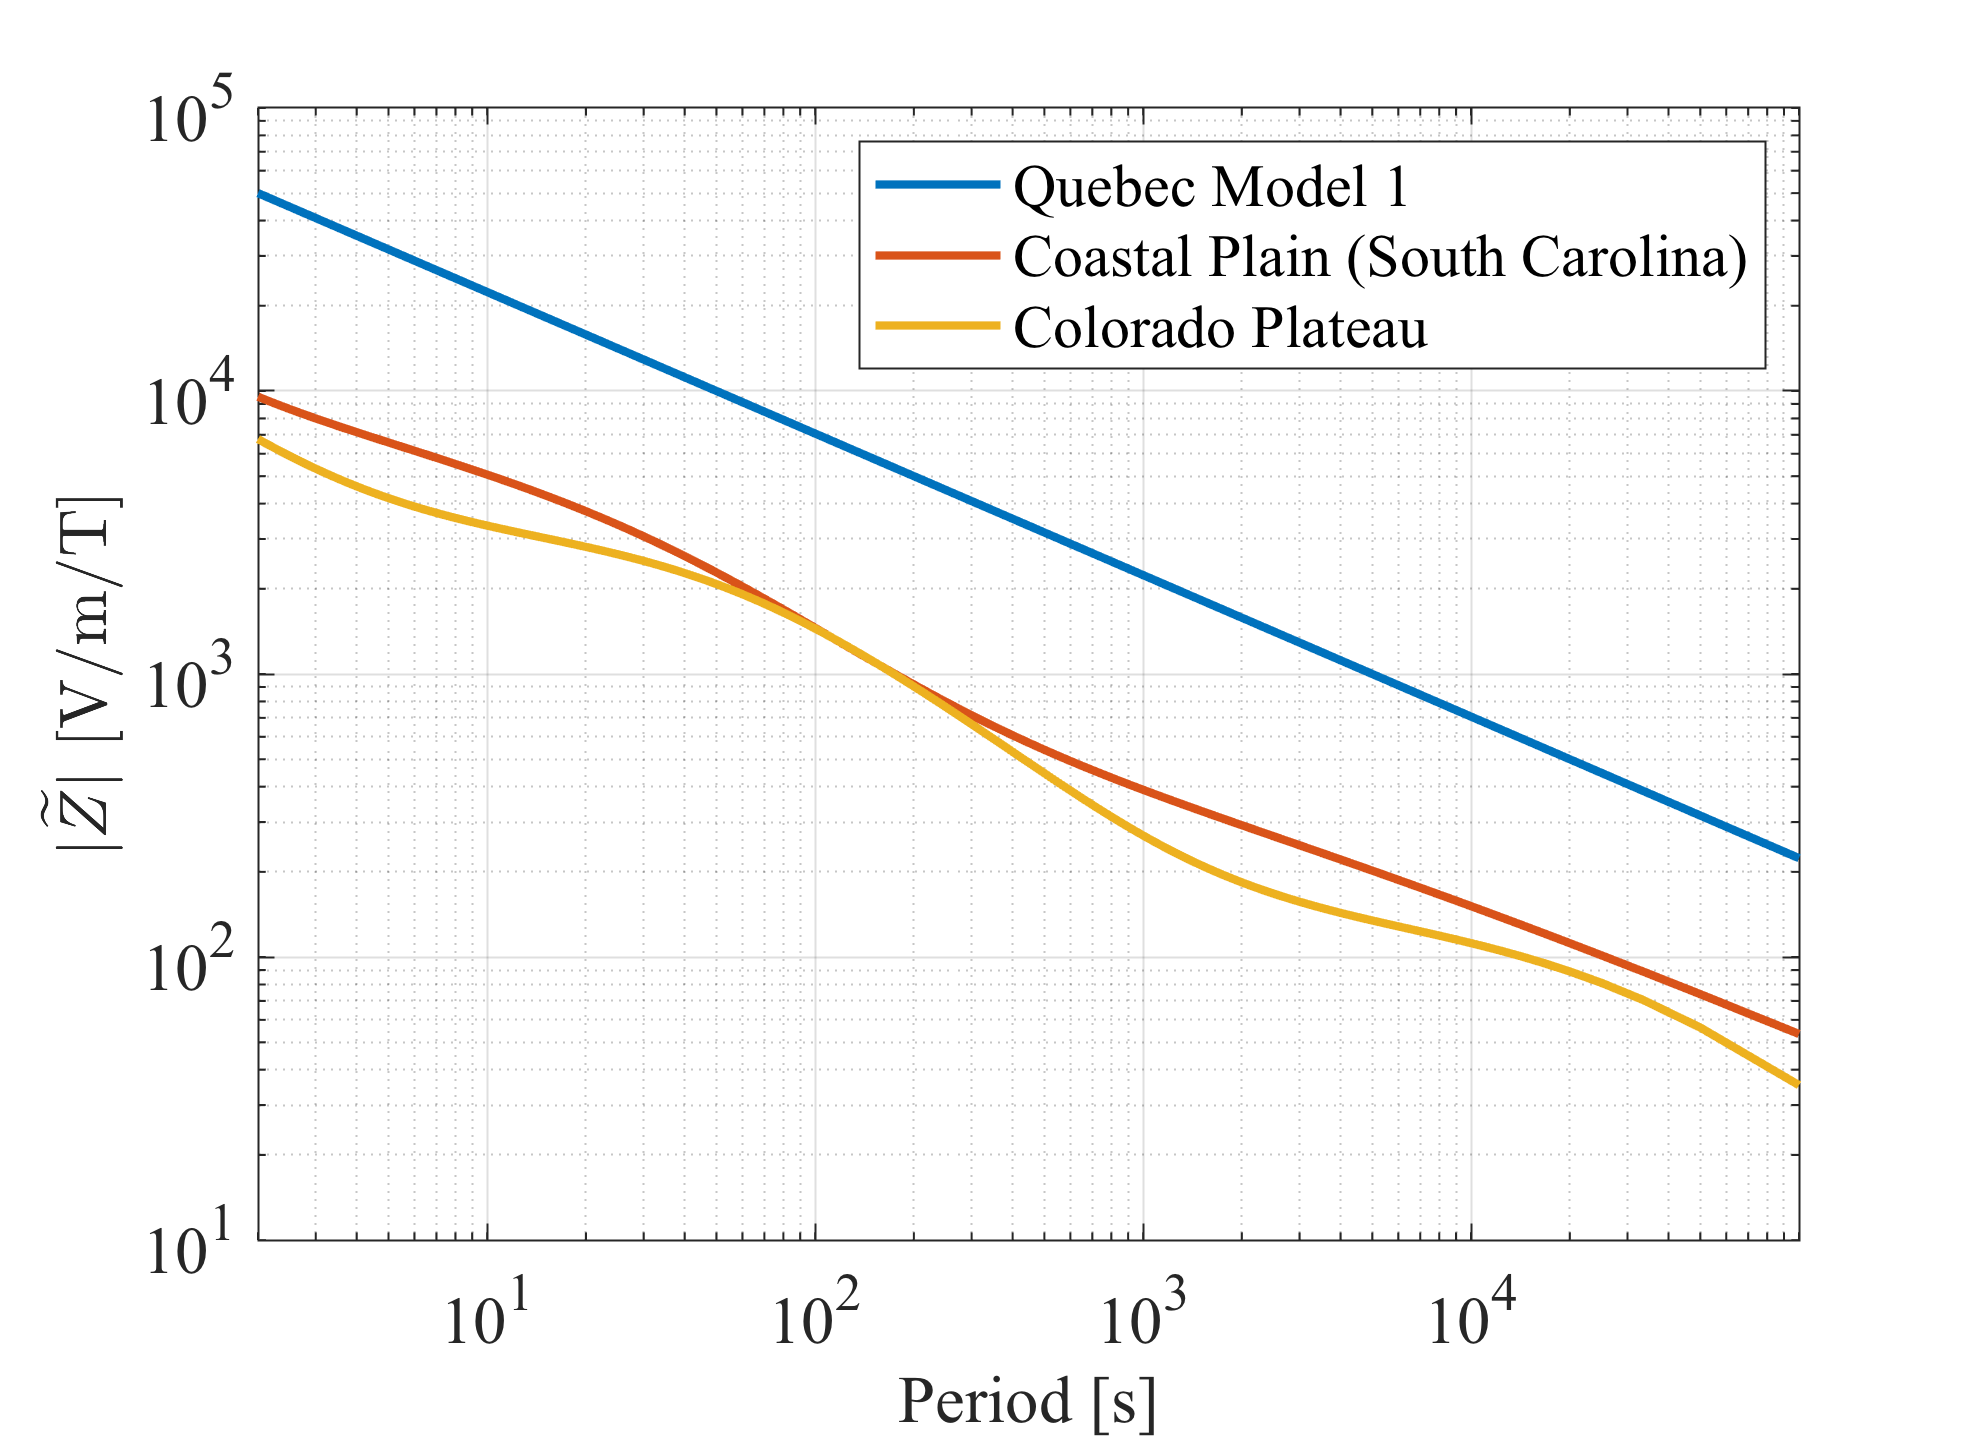 10^5
10^4
10^3
10^2
10^1
|Z̃| [V/m/T]
Quebec Model 1
Coastal Plain (South Carolina)
Colorado Plateau
10^1 10^2 10^3 10^4
Period [s]